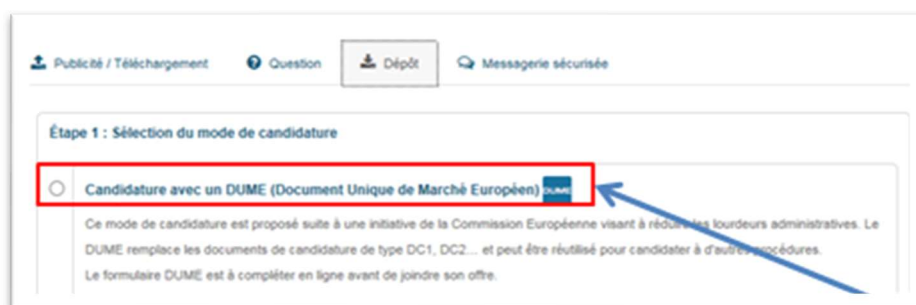 Publicité / Téléchargement Question Dépôt Messagerie sécurisée
Étape 1 : Sélection du mode de candidature
Candidature avec un DUME (Document Unique de Marché Européen) DUME
Ce mode de candidature est proposé suite à une initiative de la Commission Européenne visant à réduire les lourdeurs administratives. Le
DUME remplace les documents de candidature de type DC1, DC2... et peut être réutilisé pour candidater à d'autres procédures.
Le formulaire DUME est à compléter en ligne avant de joindre son offre.